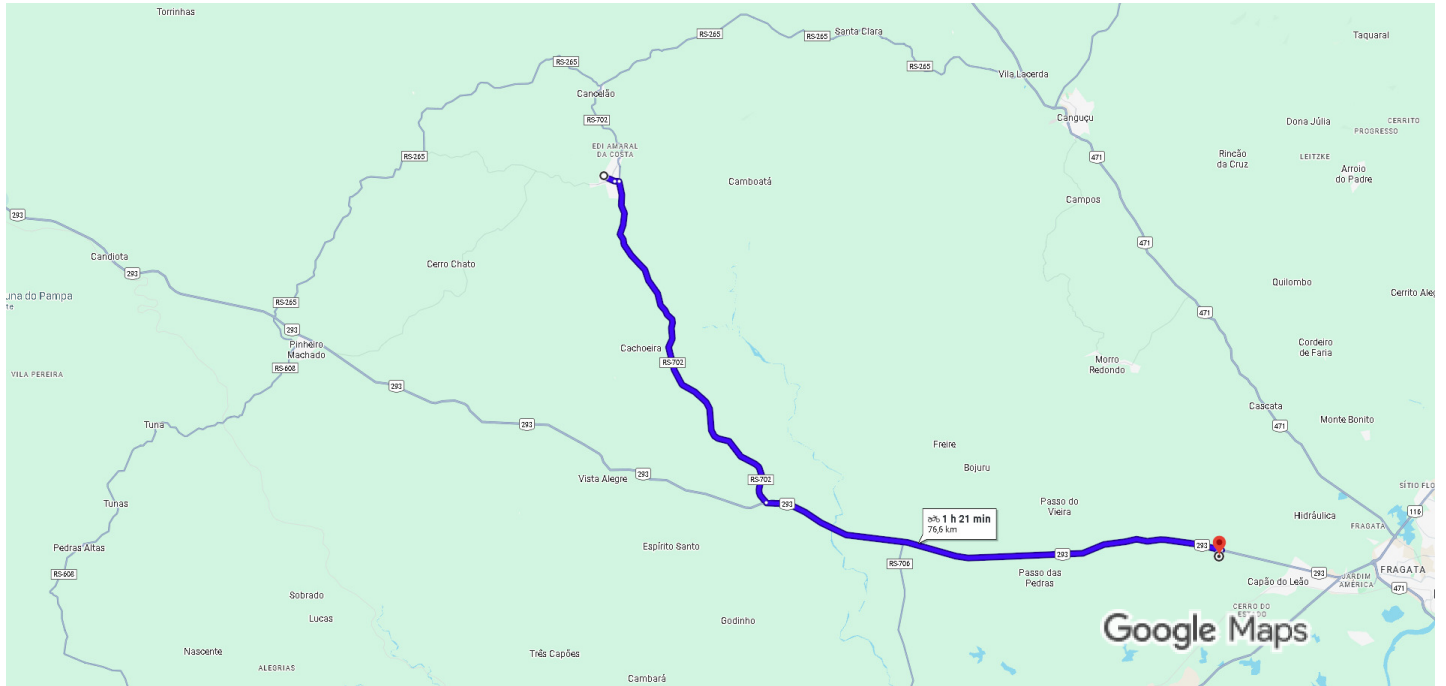 Torrinhas
RS-265
Santa Clara
RS-265
Taquaral
RS-265
RS-265
Vila Lacerda
Cancelão
RS-702
Canguçu
Dona Júlia
CERRITO
PROGRESSO
EDI AMARAL
DA COSTA
RS-265
471
Rincão
da Cruz
LEITZKE
Arroio
do Padre
Camboatá
Campos
293
471
Candiota
293
Cerro Chato
Quilombo
una do Pampa
Cerrito Aleg
RS-265
471
293
Pinheiro
Machado
Cachoeira
RS-702
Cordeiro
de Faria
RS-608
Morro
Redondo
VILA PEREIRA
293
Cascata
Monte Bonito
Tuna
293
471
Freire
Bojuru
293
Vista Alegre
RS-702
SÍTIO FLO
Tunas
293
Passo do
Vieira
116
Hidráulica
1 h 21 min
76,6 km
FRAGATA
Pedras Altas
Espírito Santo
293
293
RS-608
RS-706
Passo das
Pedras
293
FRAGATA
Capão do Leão
JARDIM
AMÉRICA
471
Sobrado
Lucas
Godinho
CERRO DO
ESTADO
Google Maps
Nascente
Três Capões
ALEGRIAS
Cambará